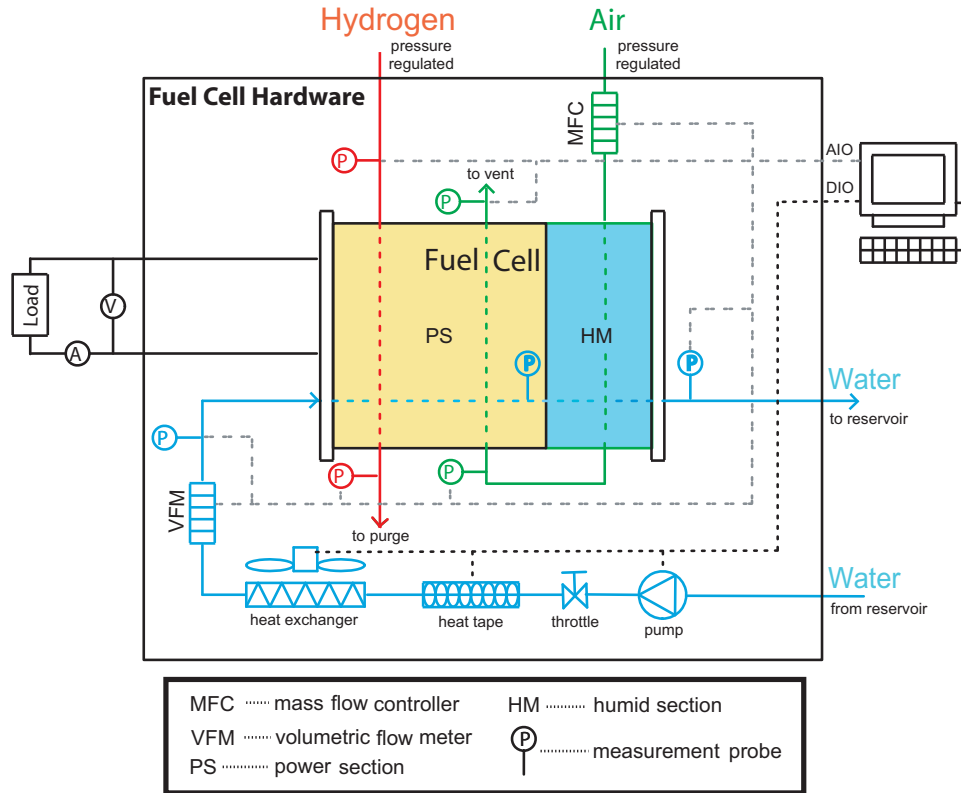 Hydrogen
Air
pressure
regulated
pressure
regulated
Fuel Cell Hardware
MFC
P
AIO
to vent
P
DIO
Fuel Cell
Load
V
A
PS
HM
P
P
Water
to reservoir
P
P
P
VFM
to purge
Water
from reservoir
heat exchanger
heat tape
throttle
pump
MFC ........ mass flow controller
HM ........ humid section
VFM ........ volumetric flow meter
P ........ measurement probe
PS ........ power section